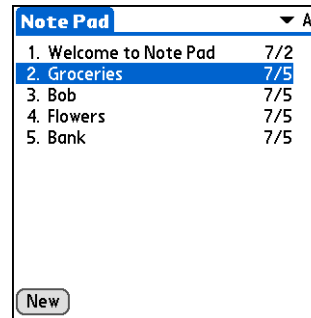 Note Pad
1. Welcome to Note Pad 7/2
2. Groceries 7/5
3. Bob 7/5
4. Flowers 7/5
5. Bank 7/5
New